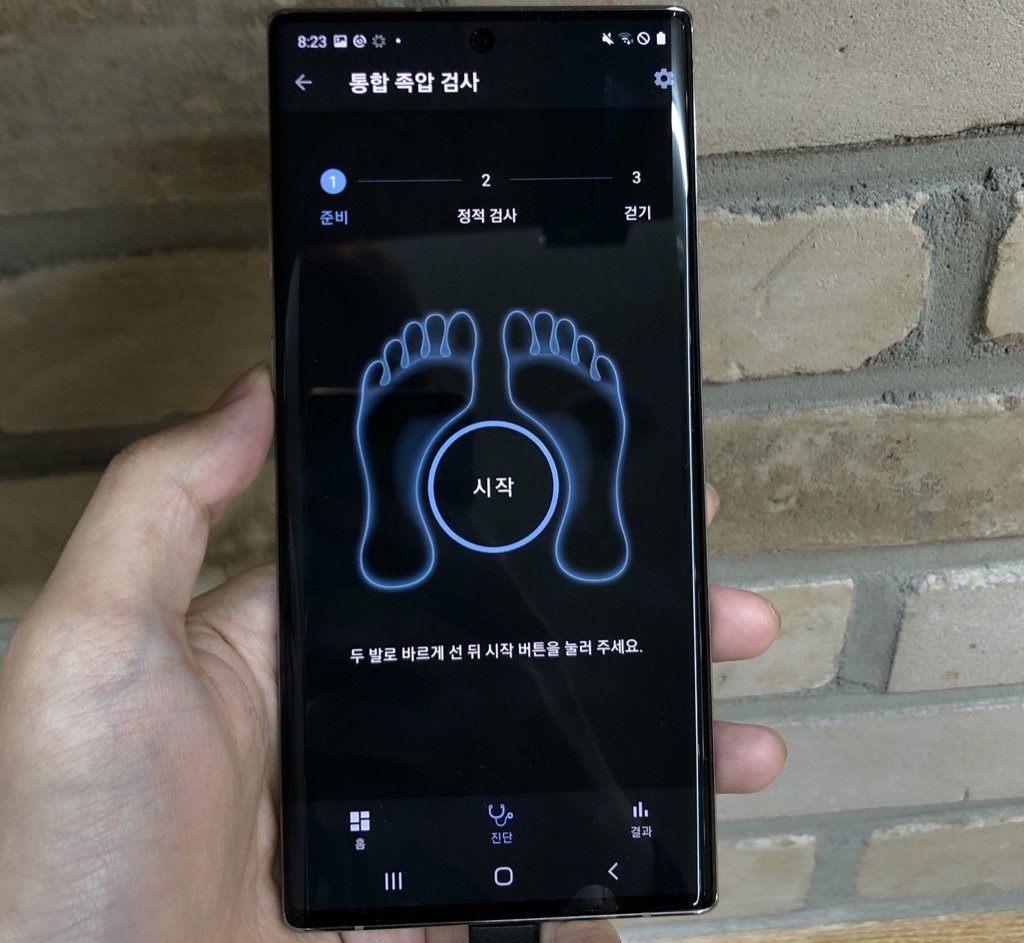 8:23
통합 족압 검사
1 2 3
준비 정적 검사 걷기
시작
두 발로 바르게 선 뒤 시작 버튼을 눌러 주세요.
홈 진단 결과